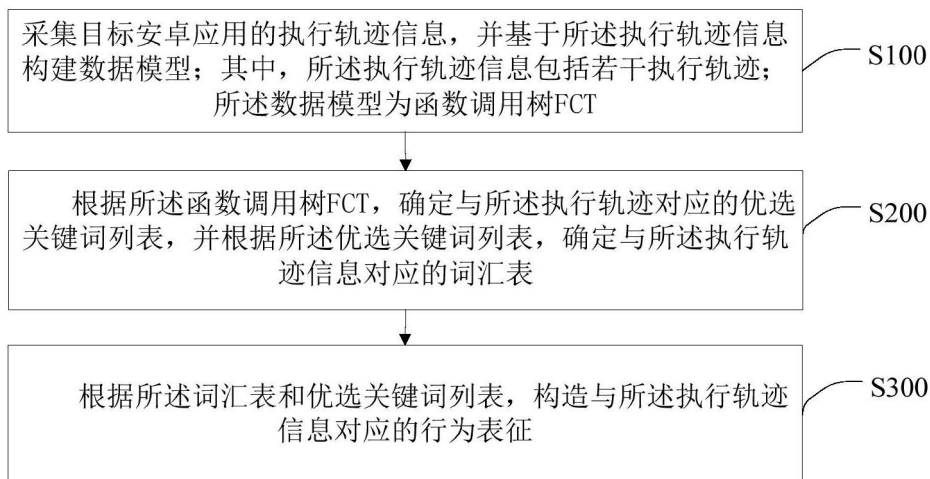 采集目标安卓应用的执行轨迹信息，并基于所述执行轨迹信息
构建数据模型；其中，所述执行轨迹信息包括若干执行轨迹；
所述数据模型为函数调用树FCT
S100
根据所述函数调用树FCT，确定与所述执行轨迹对应的优选
关键词列表，并根据所述优选关键词列表，确定与所述执行轨
迹信息对应的词汇表
S200
根据所述词汇表和优选关键词列表，构造与所述执行轨迹
信息对应的行为表征
S300